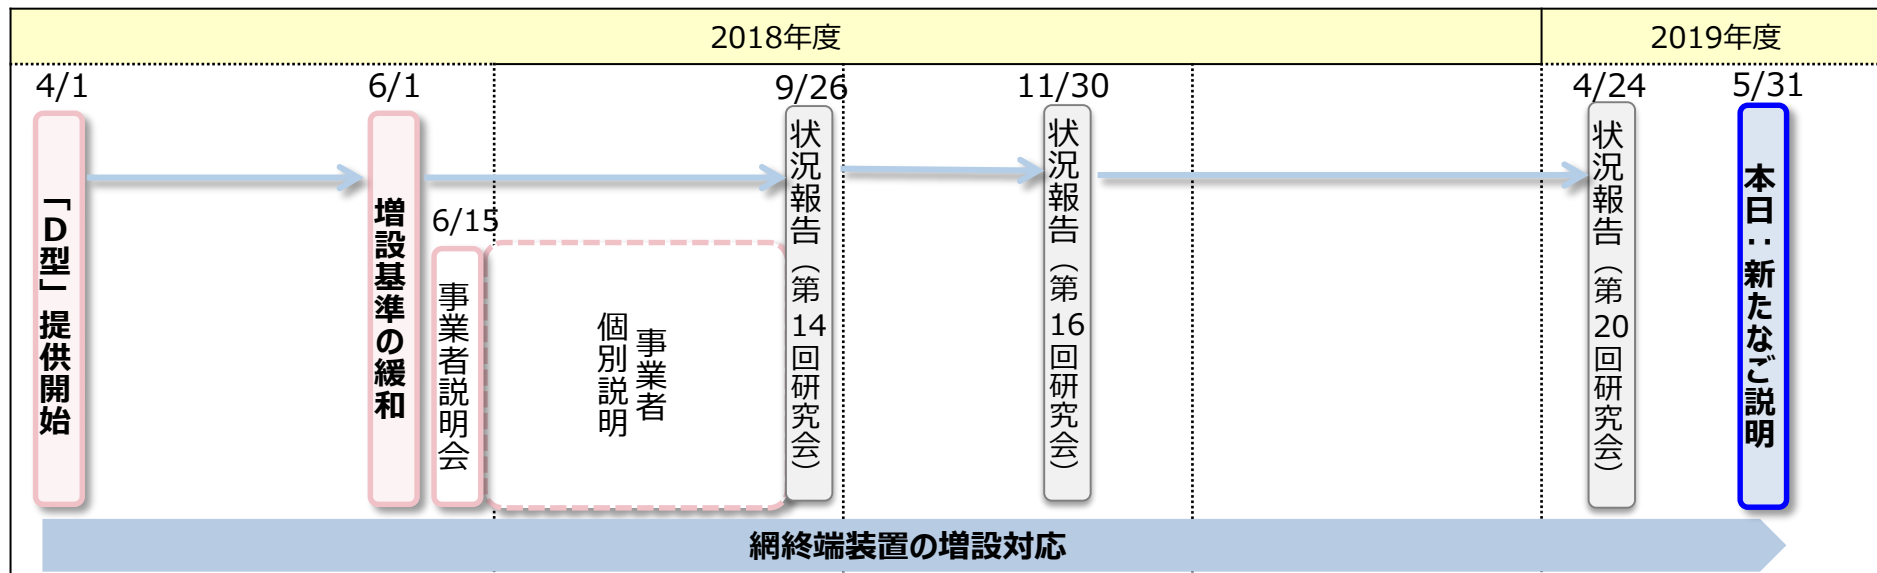 2018年度
2019年度
4/1
6/1
9/26
11/30
4/24
5/31
「D型」提供開始
増設基準の緩和
6/15
事業者説明会
事業者
個別説明
状況報告（第14回研究会）
状況報告（第16回研究会）
状況報告（第20回研究会）
本日：新たなご説明
網終端装置の増設対応